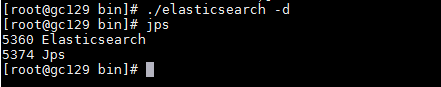 [root@gc129 bin]# ./elasticsearch -d
[root@gc129 bin]# jps
5360 Elasticsearch
5374 Jps
[root@gc129 bin]#